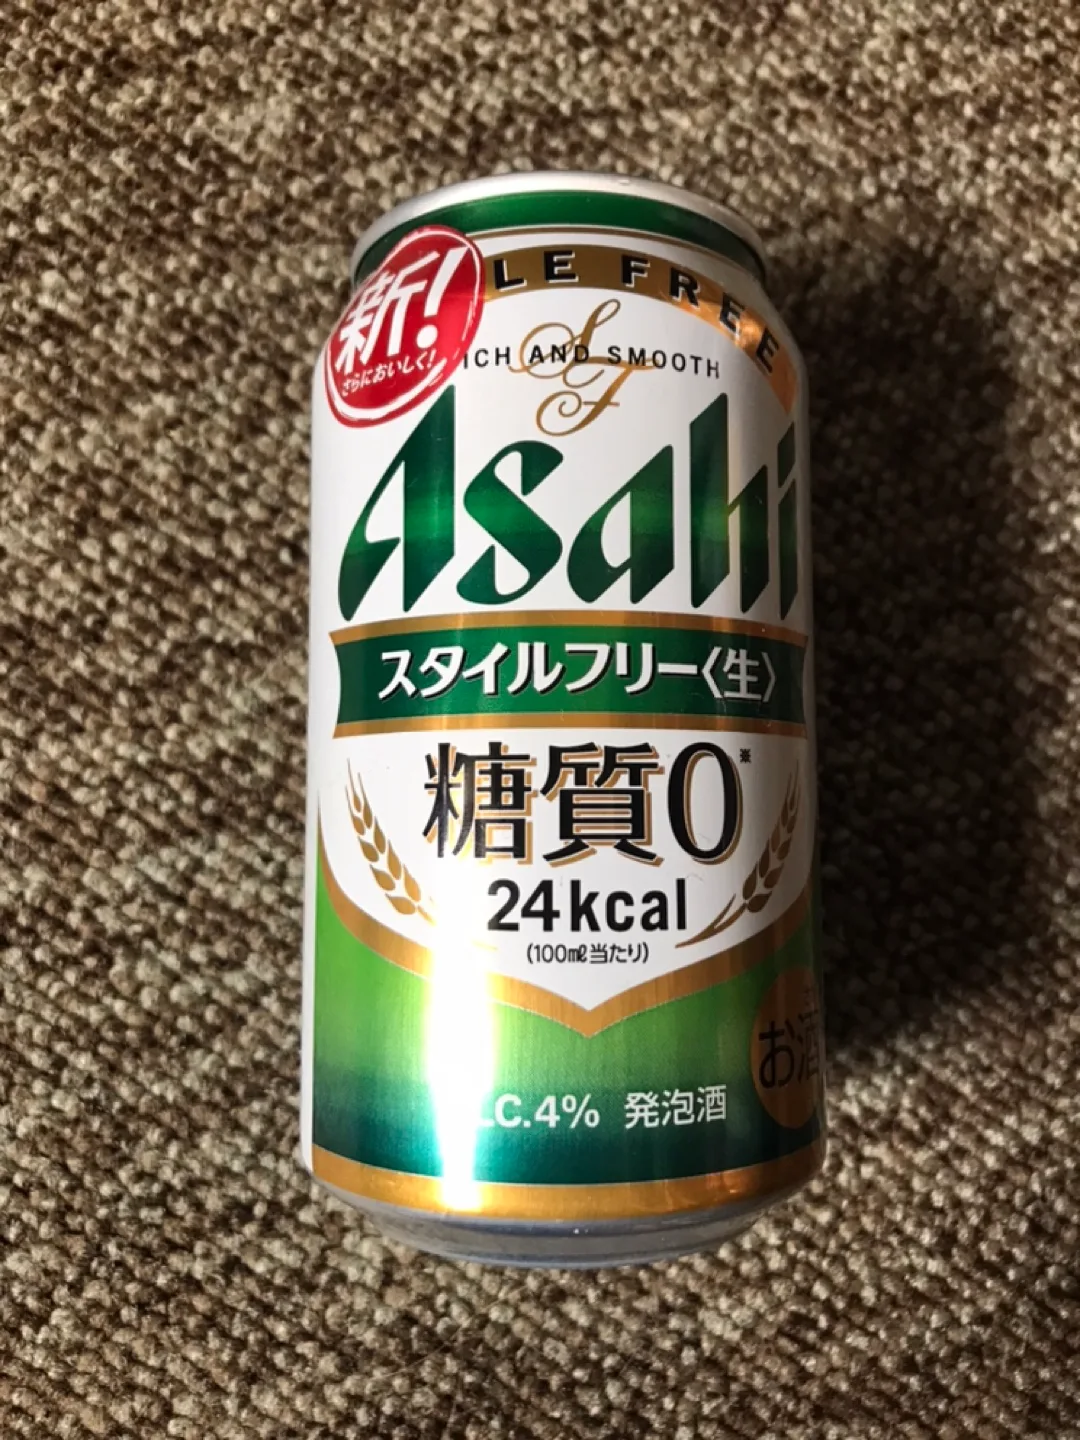 LE FREE
新!
さらにおいしく!
ICH AND SMOOTH
SF
Asahi
スタイルフリー〈生〉
糖質0※
24kcal
(100㎖当たり)
LC.4% 発泡酒
お酒